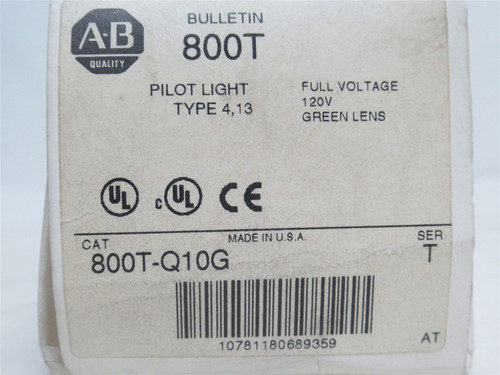 A-B
QUALITY
BULLETIN
800T
PILOT LIGHT
TYPE 4,13
FULL VOLTAGE
120V
GREEN LENS
UL
c UL
CE
CAT
MADE IN U.S.A.
SER
800T-Q10G
T
10781180689359
AT